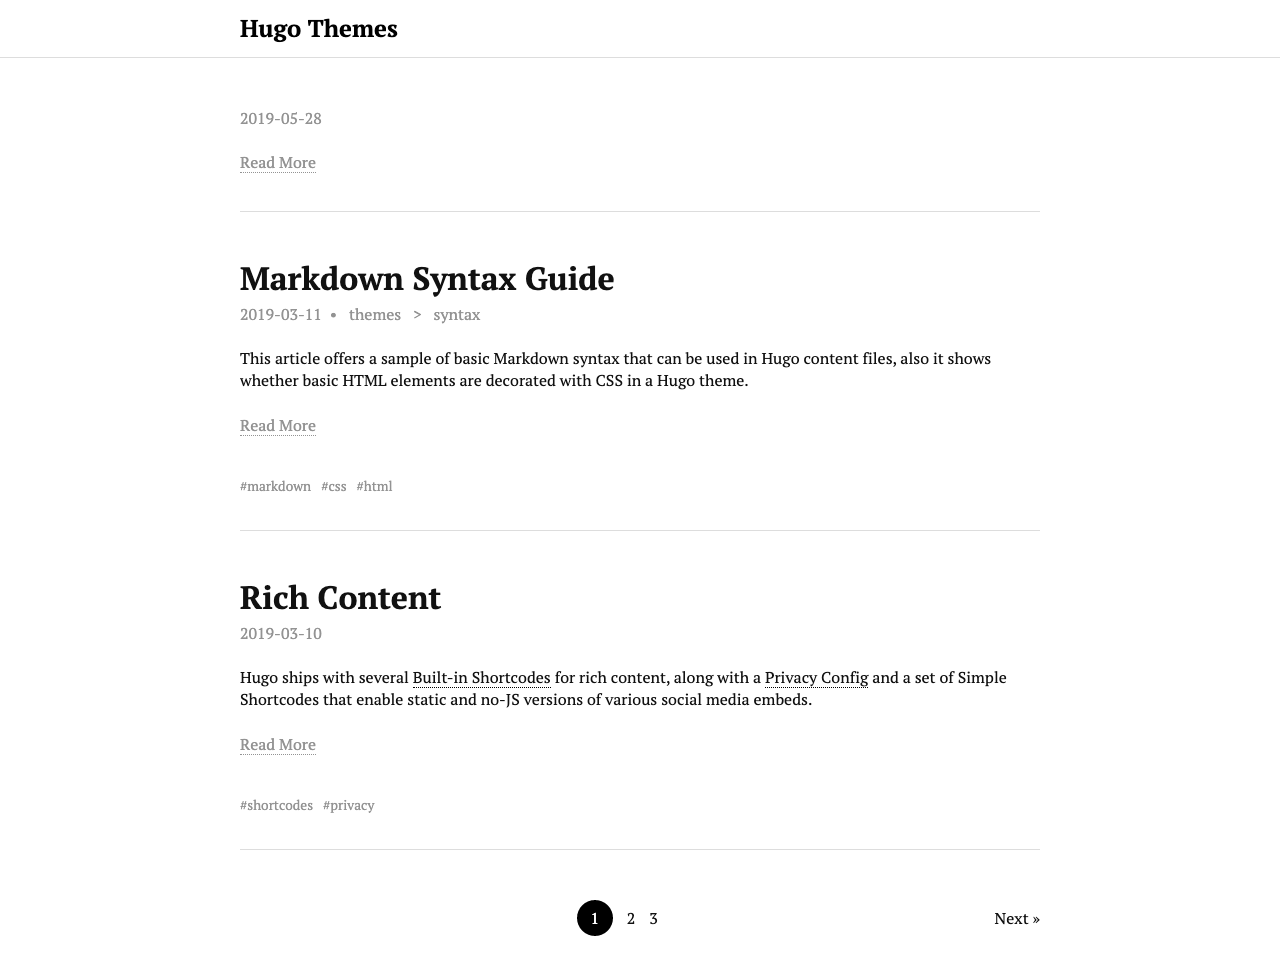 Hugo Themes
2019-05-28
Read More
Markdown Syntax Guide
2019-03-11 • themes > syntax
This article offers a sample of basic Markdown syntax that can be used in Hugo content files, also it shows
whether basic HTML elements are decorated with CSS in a Hugo theme.
Read More
#markdown #css #html
Rich Content
2019-03-10
Hugo ships with several Built-in Shortcodes for rich content, along with a Privacy Config and a set of Simple
Shortcodes that enable static and no-JS versions of various social media embeds.
Read More
#shortcodes #privacy
1 2 3 Next »